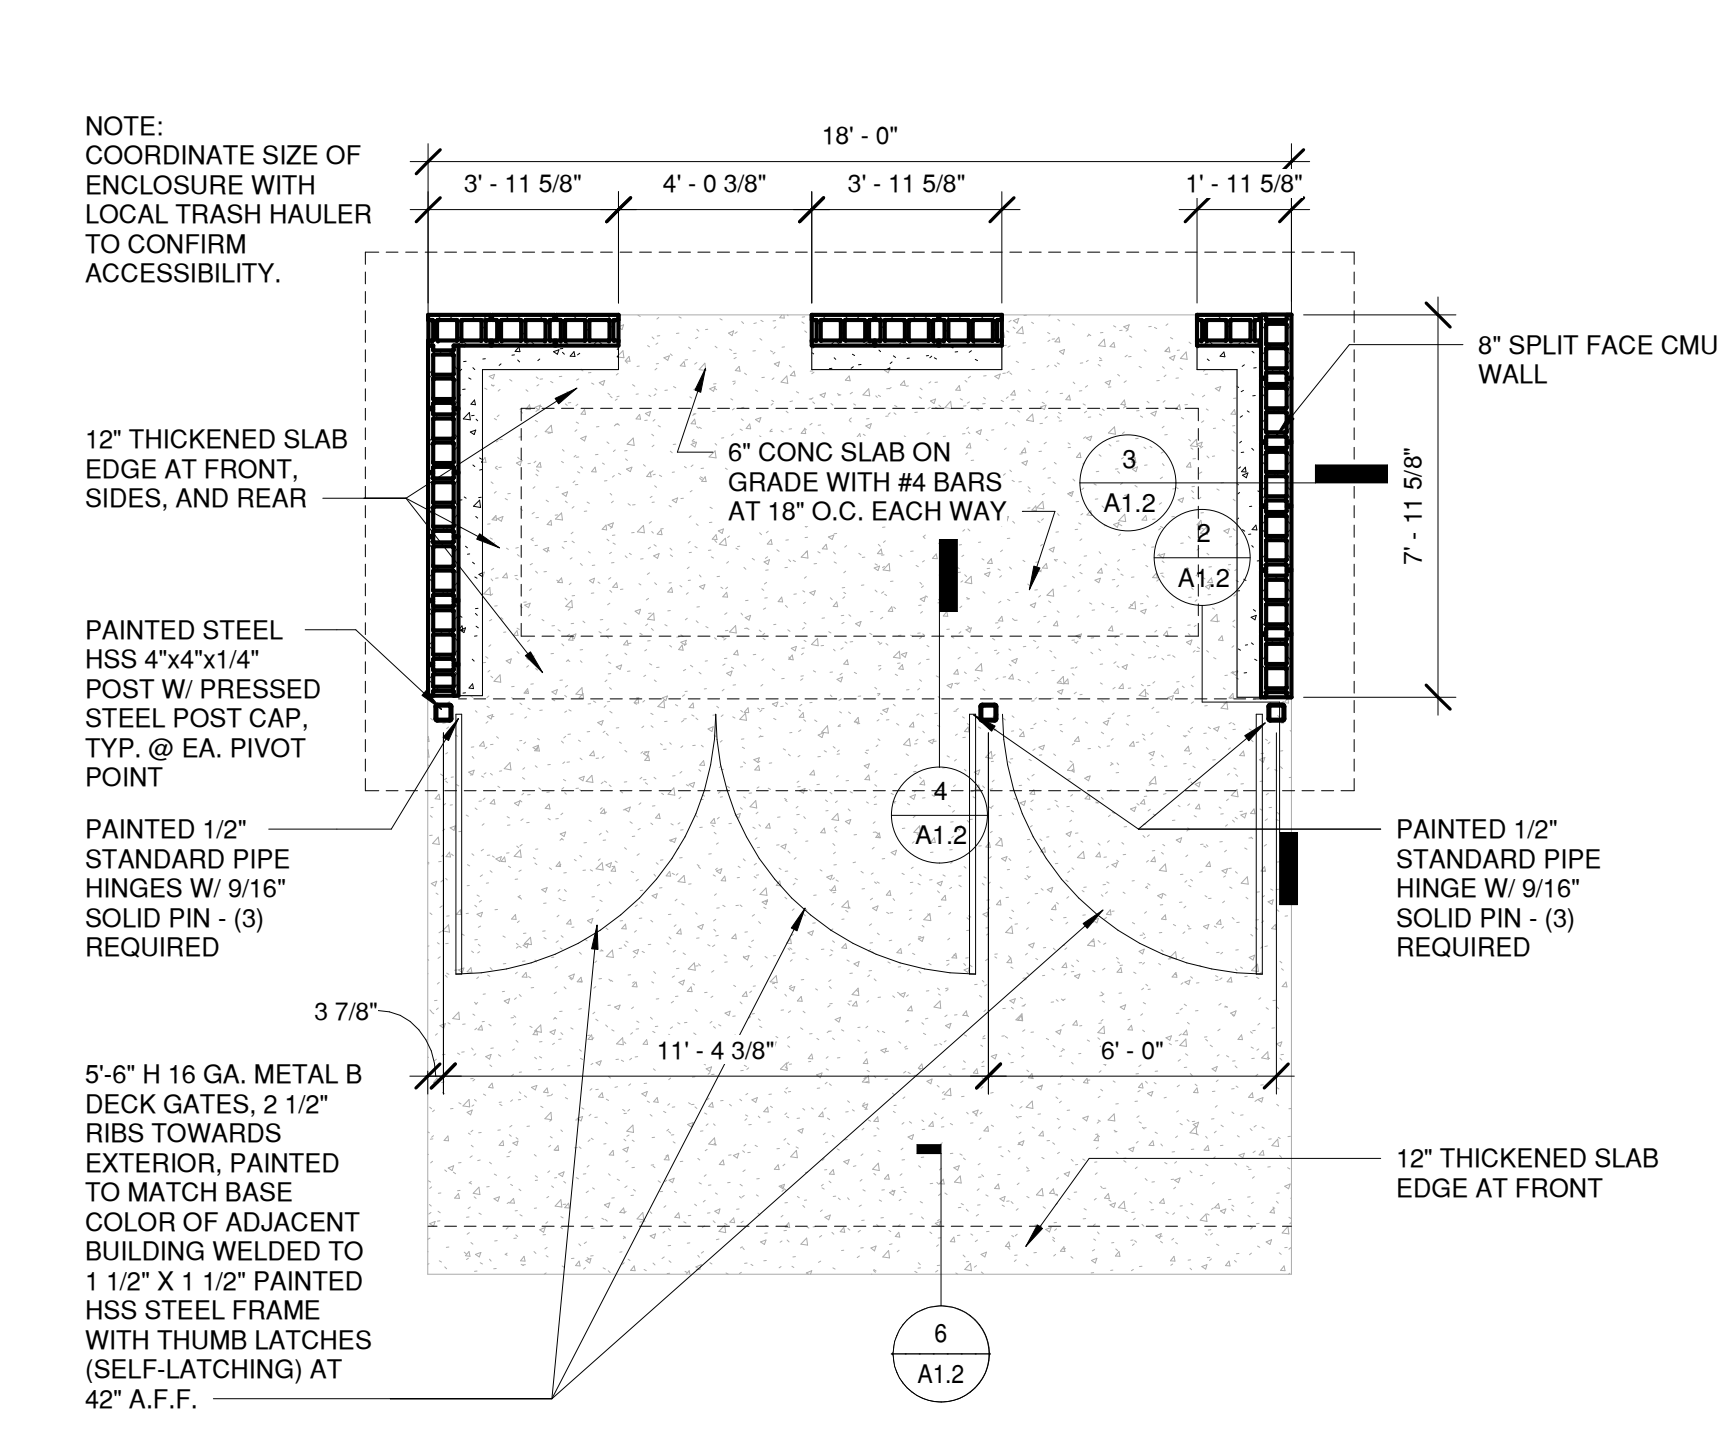 NOTE:
COORDINATE SIZE OF
ENCLOSURE WITH
LOCAL TRASH HAULER
TO CONFIRM
ACCESSIBILITY.
18' - 0"
3' - 11 5/8"
4' - 0 3/8"
3' - 11 5/8"
1' - 11 5/8"
8" SPLIT FACE CMU
WALL
7' - 11 5/8"
12" THICKENED SLAB
EDGE AT FRONT,
SIDES, AND REAR
6" CONC SLAB ON
GRADE WITH #4 BARS
AT 18" O.C. EACH WAY
3
A1.2
2
A1.2
PAINTED STEEL
HSS 4"x4"x1/4"
POST W/ PRESSED
STEEL POST CAP,
TYP. @ EA. PIVOT
POINT
4
A1.2
PAINTED 1/2"
STANDARD PIPE
HINGES W/ 9/16"
SOLID PIN - (3)
REQUIRED
PAINTED 1/2"
STANDARD PIPE
HINGE W/ 9/16"
SOLID PIN - (3)
REQUIRED
3 7/8"
11' - 4 3/8"
6' - 0"
5'-6" H 16 GA. METAL B
DECK GATES, 2 1/2"
RIBS TOWARDS
EXTERIOR, PAINTED
TO MATCH BASE
COLOR OF ADJACENT
BUILDING WELDED TO
1 1/2" X 1 1/2" PAINTED
HSS STEEL FRAME
WITH THUMB LATCHES
(SELF-LATCHING) AT
42" A.F.F.
12" THICKENED SLAB
EDGE AT FRONT
6
A1.2